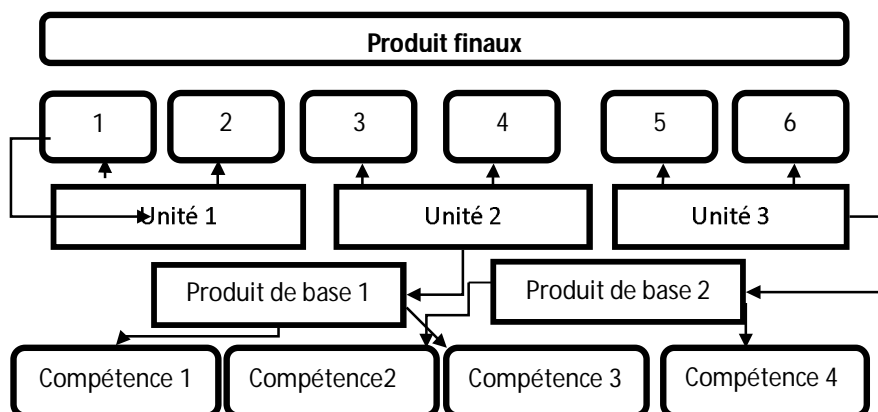 Produit finaux
1 2 3 4 5 6
Unité 1 Unité 2 Unité 3
Produit de base 1 Produit de base 2
Compétence 1 Compétence2 Compétence 3 Compétence 4